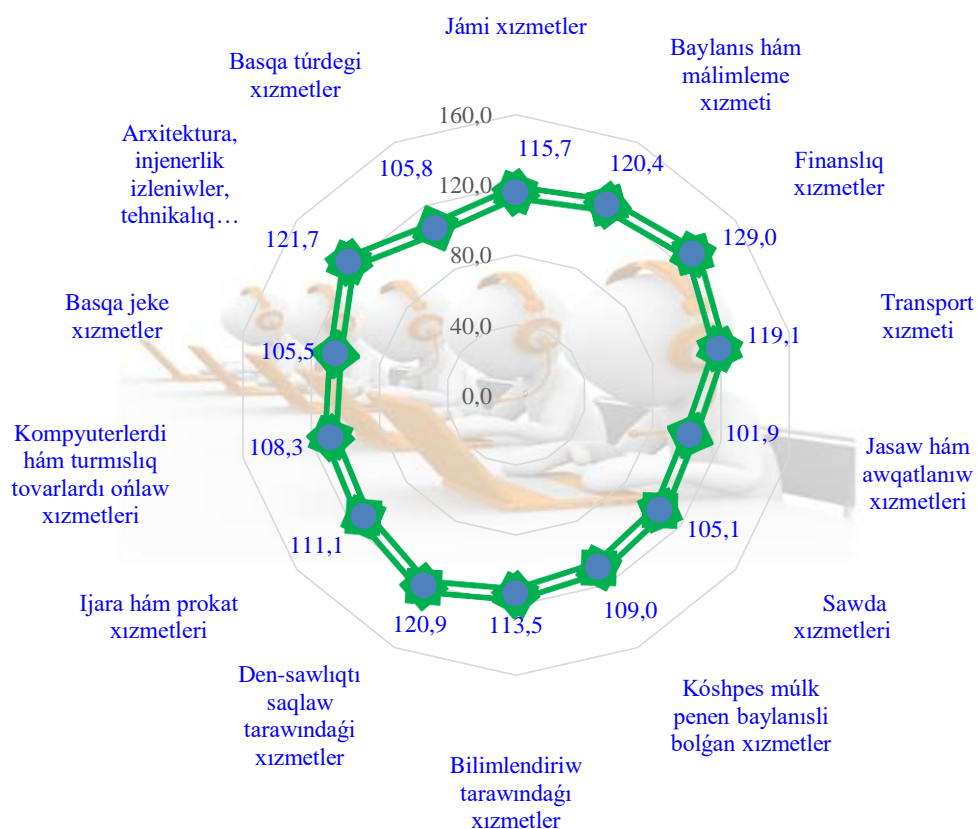 Jámi xızmetler
Baylanıs hám
málimleme
xızmeti
Finanslıq
xızmetler
Transport
xızmeti
Jasaw hám
awqatlanıw
xızmetleri
Sawda
xızmetleri
Kóshpes múlk
penen baylanısli
bolǵan xızmetler
Bilimlendiriw
tarawındaǵı
xızmetler
Den-sawlıqtı
saqlaw
tarawındaǵi
xızmetler
Ijara hám prokat
xızmetleri
Kompyuterlerdi
hám turmıslıq
tovarlardı ońlaw
xızmetleri
Basqa jeke
xızmetler
Arxitektura,
injenerlik
izleniwler,
tehnikalıq…
Basqa túrdegi
xızmetler
160,0
120,0
80,0
40,0
0,0
115,7
120,4
129,0
119,1
101,9
105,1
109,0
113,5
120,9
111,1
108,3
105,5
121,7
105,8